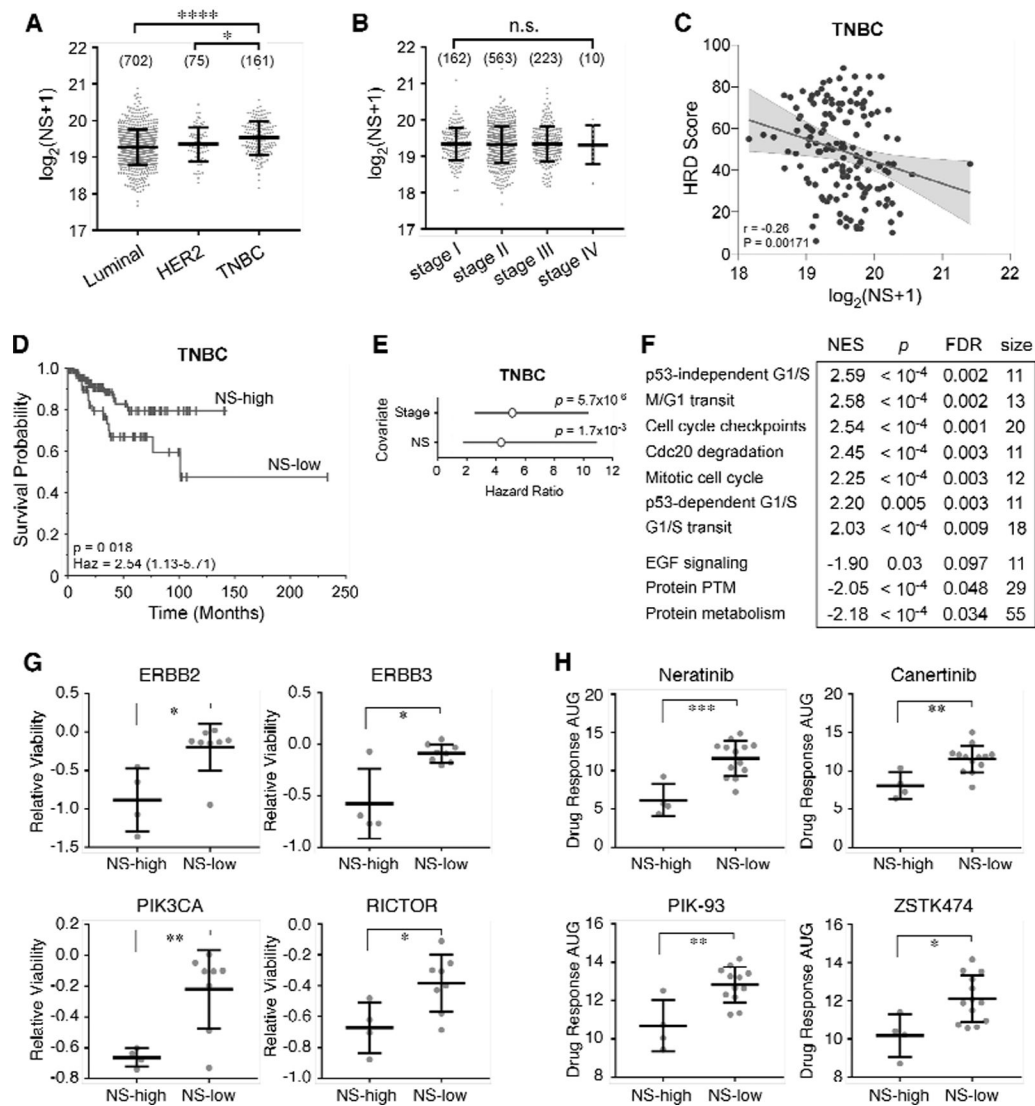 A
****
*
(702) (75) (161)
22
21
20
19
18
17
log2(NS+1)
Luminal HER2 TNBC
B
n.s.
(162) (563) (223) (10)
22
21
20
19
18
17
log2(NS+1)
stage I stage II stage III stage IV
C
TNBC
100
80
60
40
20
0
HRD Score
r = -0.26
P = 0.00171
18 19 20 21 22
log2(NS+1)
D
TNBC
1.0
0.8
0.6
0.4
0.2
0.0
Survival Probability
NS-high
NS-low
p = 0.018
Haz = 2.54 (1.13-5.71)
0 50 100 150 200 250
Time (Months)
E
TNBC
Covariate
Stage
p = 5.7x10-6
NS
p = 1.7x10-3
0 2 4 6 8 10 12
Hazard Ratio
F
NES p FDR size
p53-independent G1/S 2.59 < 10-4 0.002 11
M/G1 transit 2.58 < 10-4 0.002 13
Cell cycle checkpoints 2.54 < 10-4 0.001 20
Cdc20 degradation 2.45 < 10-4 0.003 11
Mitotic cell cycle 2.25 < 10-4 0.003 12
p53-dependent G1/S 2.20 0.005 0.003 11
G1/S transit 2.03 < 10-4 0.009 18
EGF signaling -1.90 0.03 0.097 11
Protein PTM -2.05 < 10-4 0.048 29
Protein metabolism -2.18 < 10-4 0.034 55
G
ERBB2
0.5
0.0
-0.5
-1.0
-1.5
Relative Viability
*
NS-high NS-low
ERBB3
0.5
-0.0
-0.5
-1.0
Relative Viability
*
NS-high NS-low
PIK3CA
0.2
-0.0
-0.2
-0.4
-0.6
-0.8
Relative Viability
**
NS-high NS-low
RICTOR
0.0
-0.2
-0.4
-0.6
-0.8
-1.0
Relative Viability
*
NS-high NS-low
H
Neratinib
20
15
10
5
0
Drug Response AUG
***
NS-high NS-low
Canertinib
20
15
10
5
0
Drug Response AUG
**
NS-high NS-low
PIK-93
16
14
12
10
8
Drug Response AUG
**
NS-high NS-low
ZSTK474
16
14
12
10
8
Drug Response AUG
*
NS-high NS-low